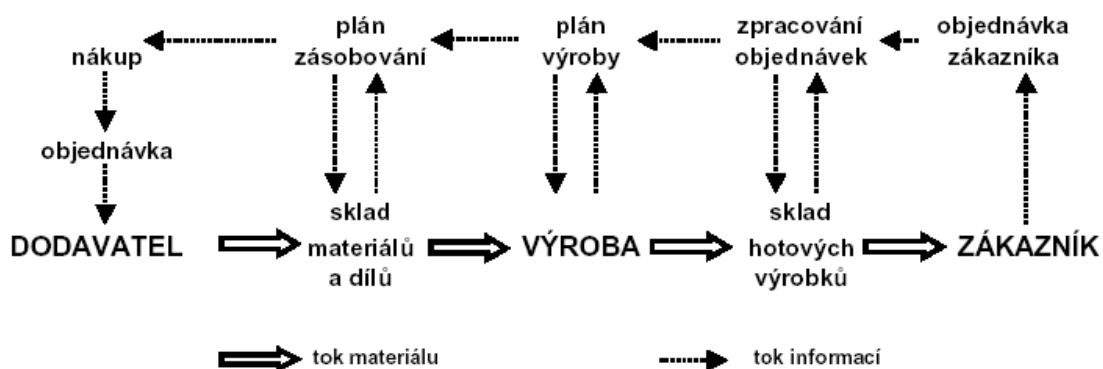 nákup
plán
zásobování
plán
výroby
zpracování
objednávek
objednávka
zákazníka
objednávka
DODAVATEL
sklad
materiálů
a dílů
VÝROBA
sklad
hotových
výrobků
ZÁKAZNÍK
tok materiálu
tok informací